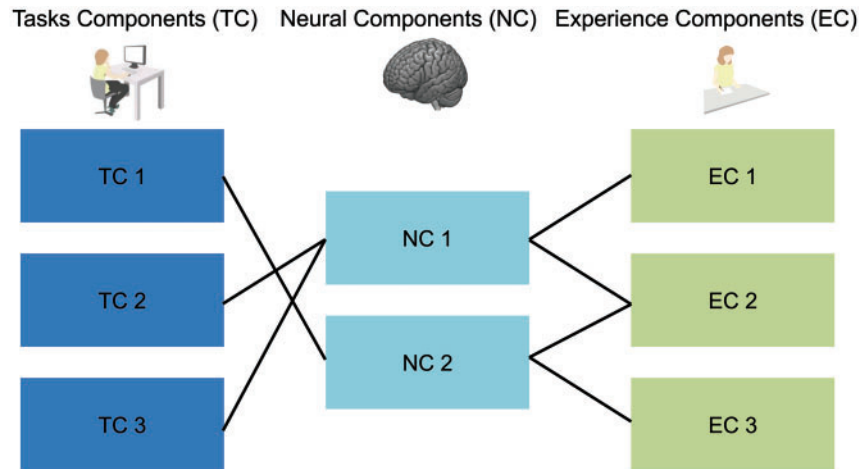 Tasks Components (TC) Neural Components (NC) Experience Components (EC)
TC 1
TC 2
TC 3
NC 1
NC 2
EC 1
EC 2
EC 3